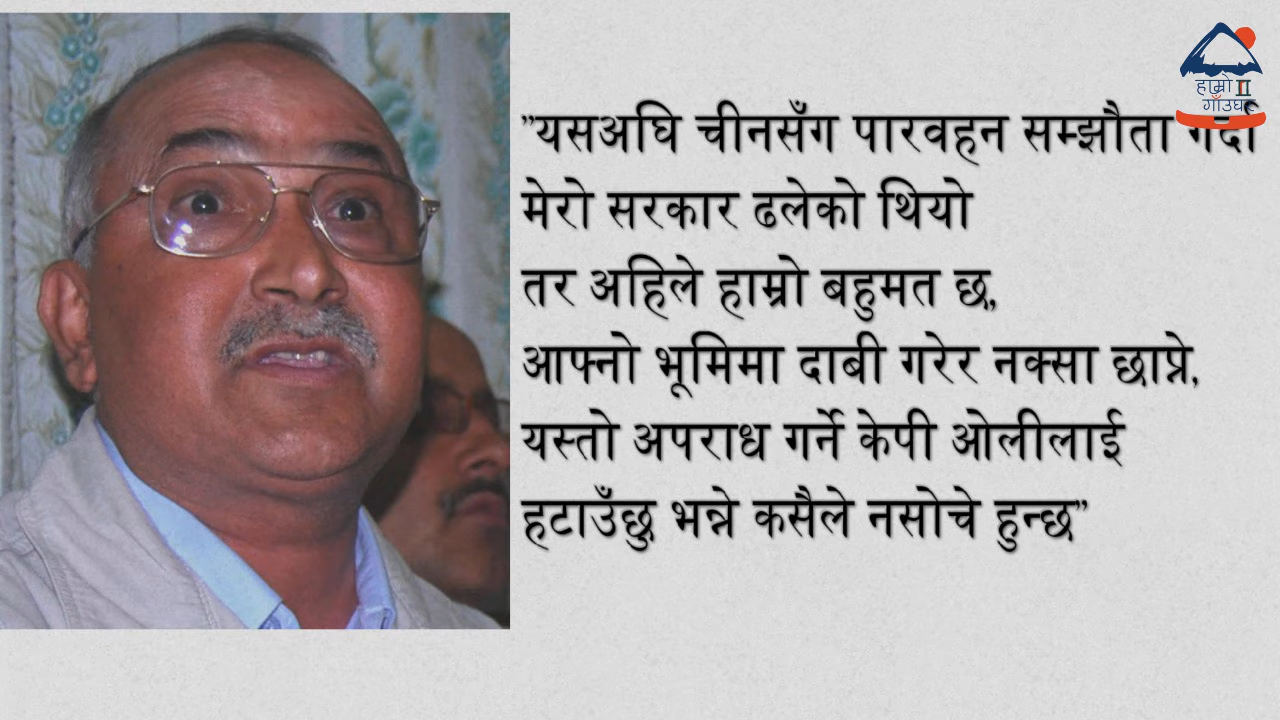 हाम्रो
गाँउघर
"यसअघि चीनसँग पारवहन सम्झौता गर्दा
मेरो सरकार ढलेको थियो
तर अहिले हाम्रो बहुमत छ,
आफ्नो भूमिमा दाबी गरेर नक्सा छाप्ने,
यस्तो अपराध गर्ने केपी ओलीलाई
हटाउँछु भन्ने कसैले नसोचे हुन्छ"